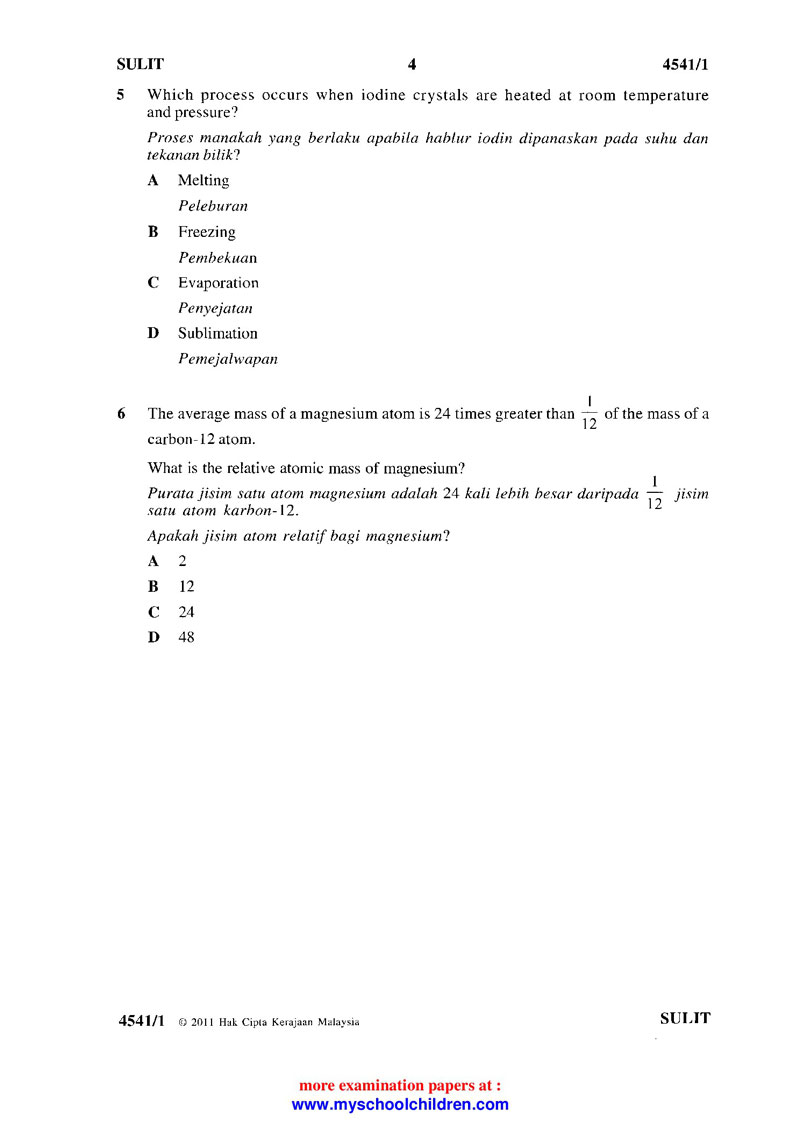 SULIT 4 4541/1
5 Which process occurs when iodine crystals are heated at room temperature
and pressure?
Proses manakah yang berlaku apabila hablur iodin dipanaskan pada suhu dan
tekanan bilik?
A Melting
Peleburan
B Freezing
Pembekuan
C Evaporation
Penyejatan
D Sublimation
Pemejalwapan
6 The average mass of a magnesium atom is 24 times greater than 1/12 of the mass of a
carbon-12 atom.
What is the relative atomic mass of magnesium?
Purata jisim satu atom magnesium adalah 24 kali lebih besar daripada 1/12 jisim
satu atom karbon-12.
Apakah jisim atom relatif bagi magnesium?
A 2
B 12
C 24
D 48
4541/1 © 2011 Hak Cipta Kerajaan Malaysia SULIT
more examination papers at :
www.myschoolchildren.com